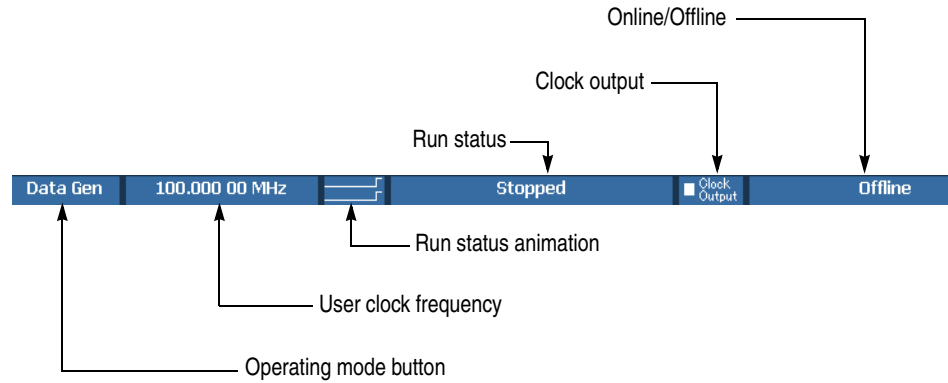 Online/Offline
Clock output
Run status
Data Gen
100.000 00 MHz
Stopped
Clock
Output
Offline
Run status animation
User clock frequency
Operating mode button